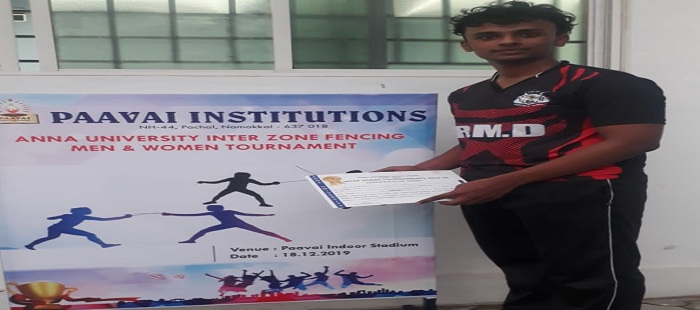 PAAVAI
PAAVAI INSTITUTIONS
NH-44, Pachal, Namakkal - 637 018
ANNA UNIVERSITY INTER ZONE FENCING
MEN & WOMEN TOURNAMENT
Venue : Paavai Indoor Stadium
Date : 18.12.2019
RM.D